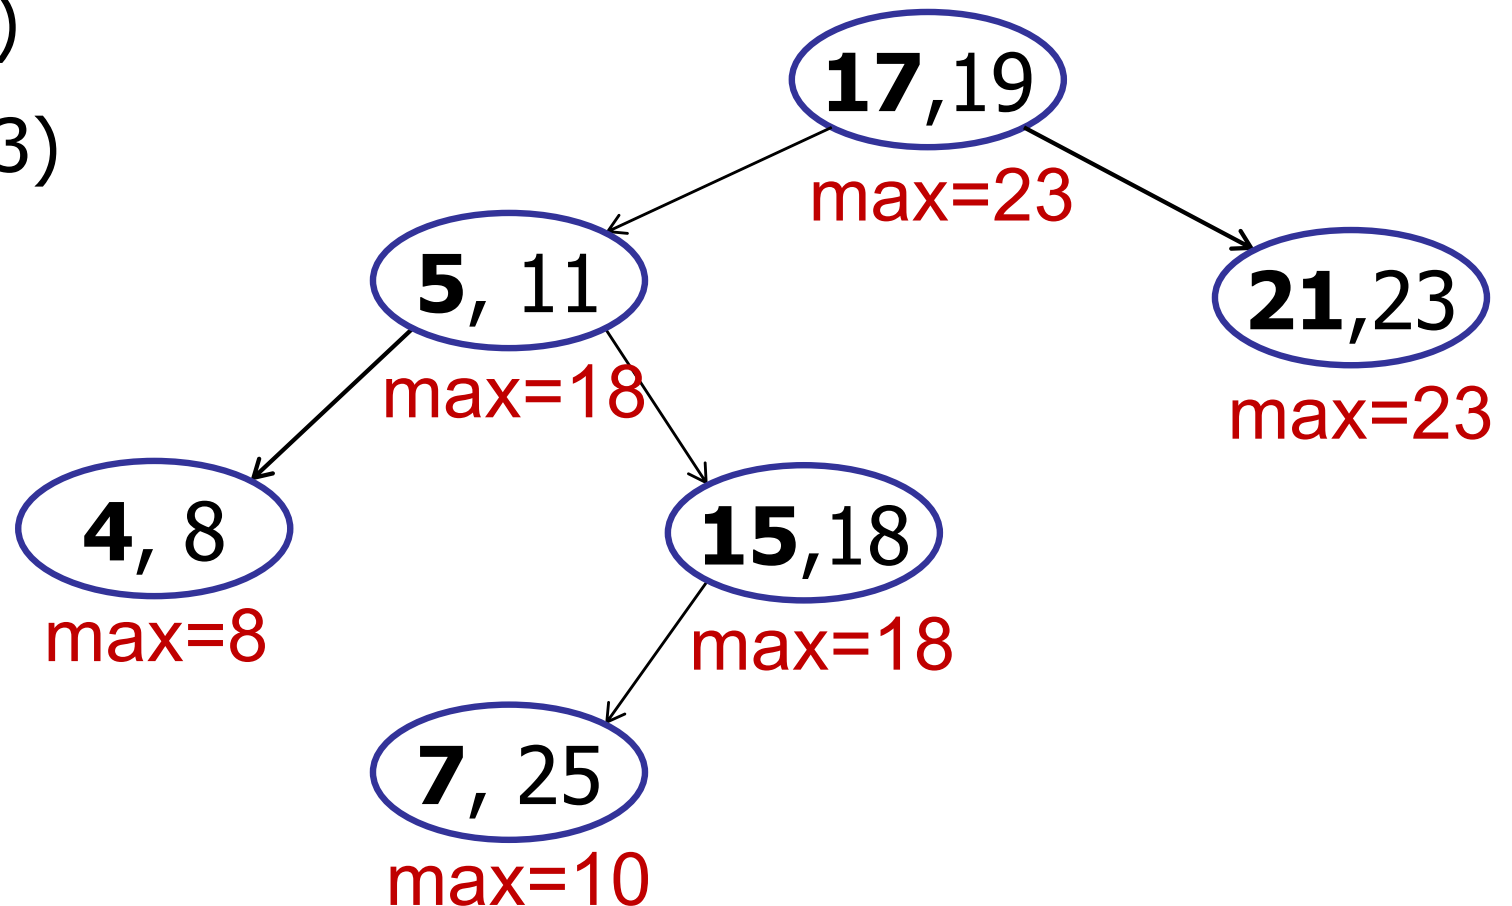 )
17,19
3)
max=23
5, 11
21,23
max=18
max=23
4, 8
15,18
max=8
max=18
7, 25
max=10